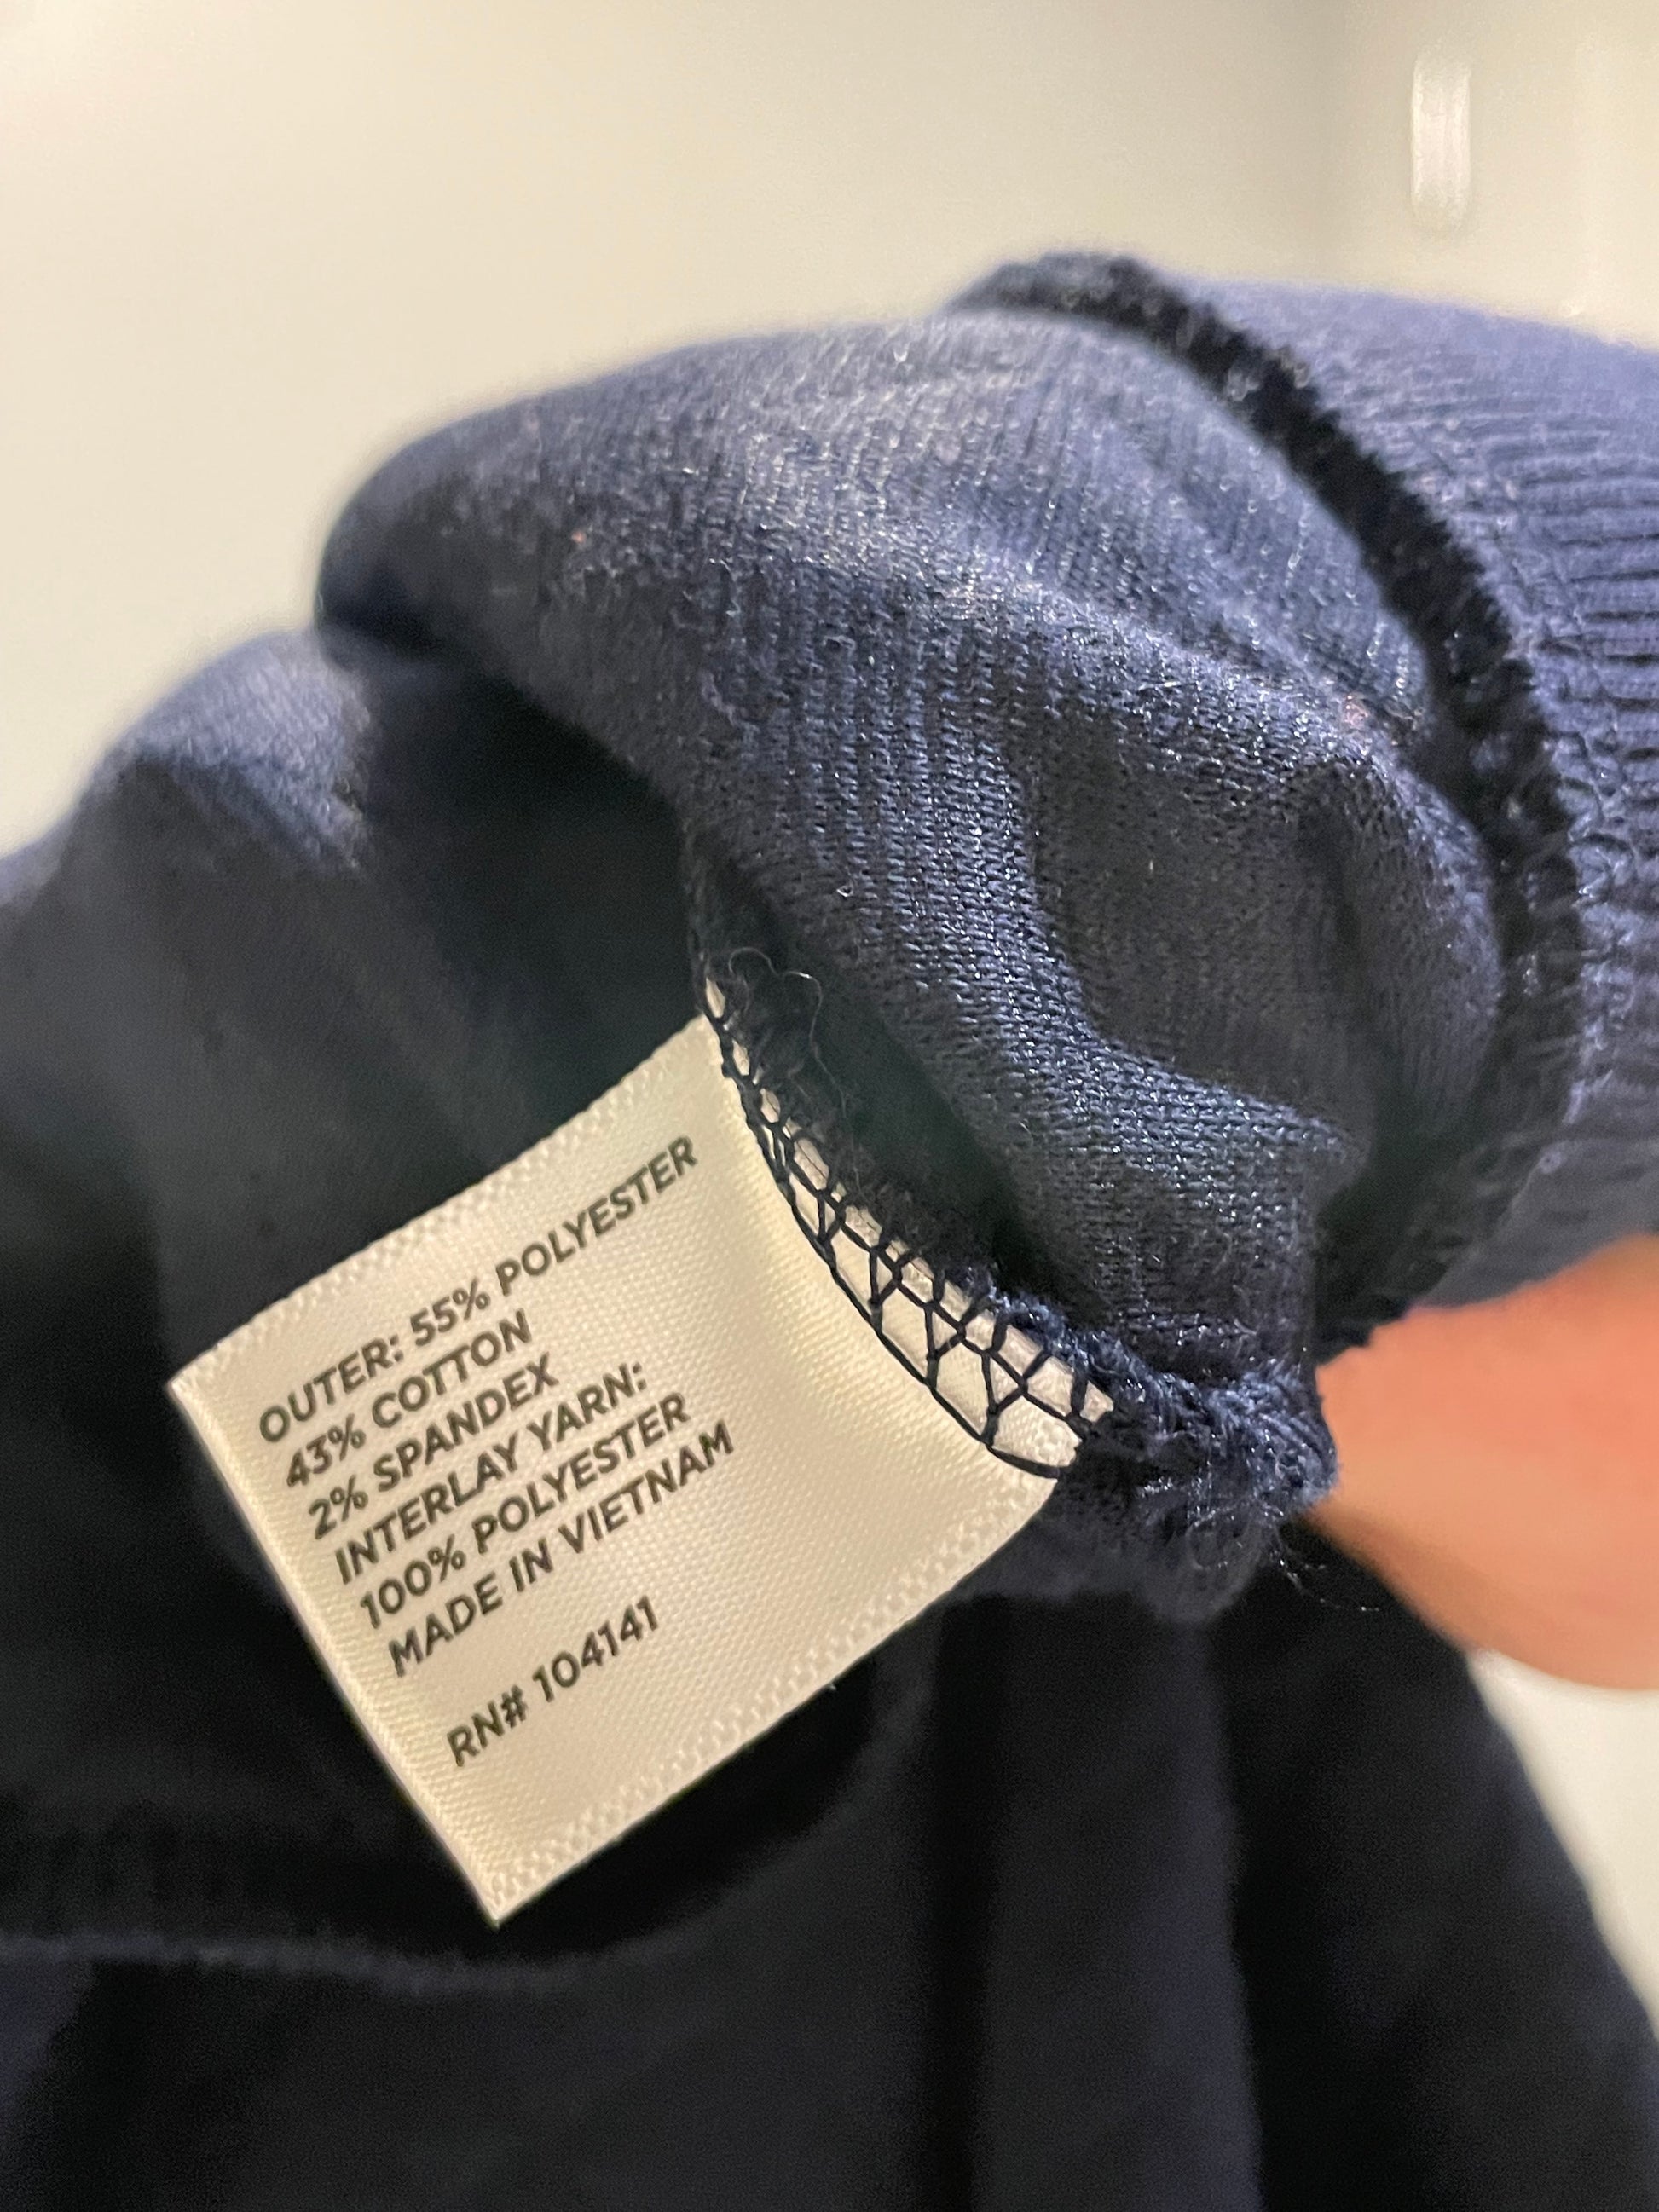 OUTER: 55% POLYESTER
43% COTTON
2% SPANDEX
INTERLAY YARN:
100% POLYESTER
MADE IN VIETNAM
RN# 104141